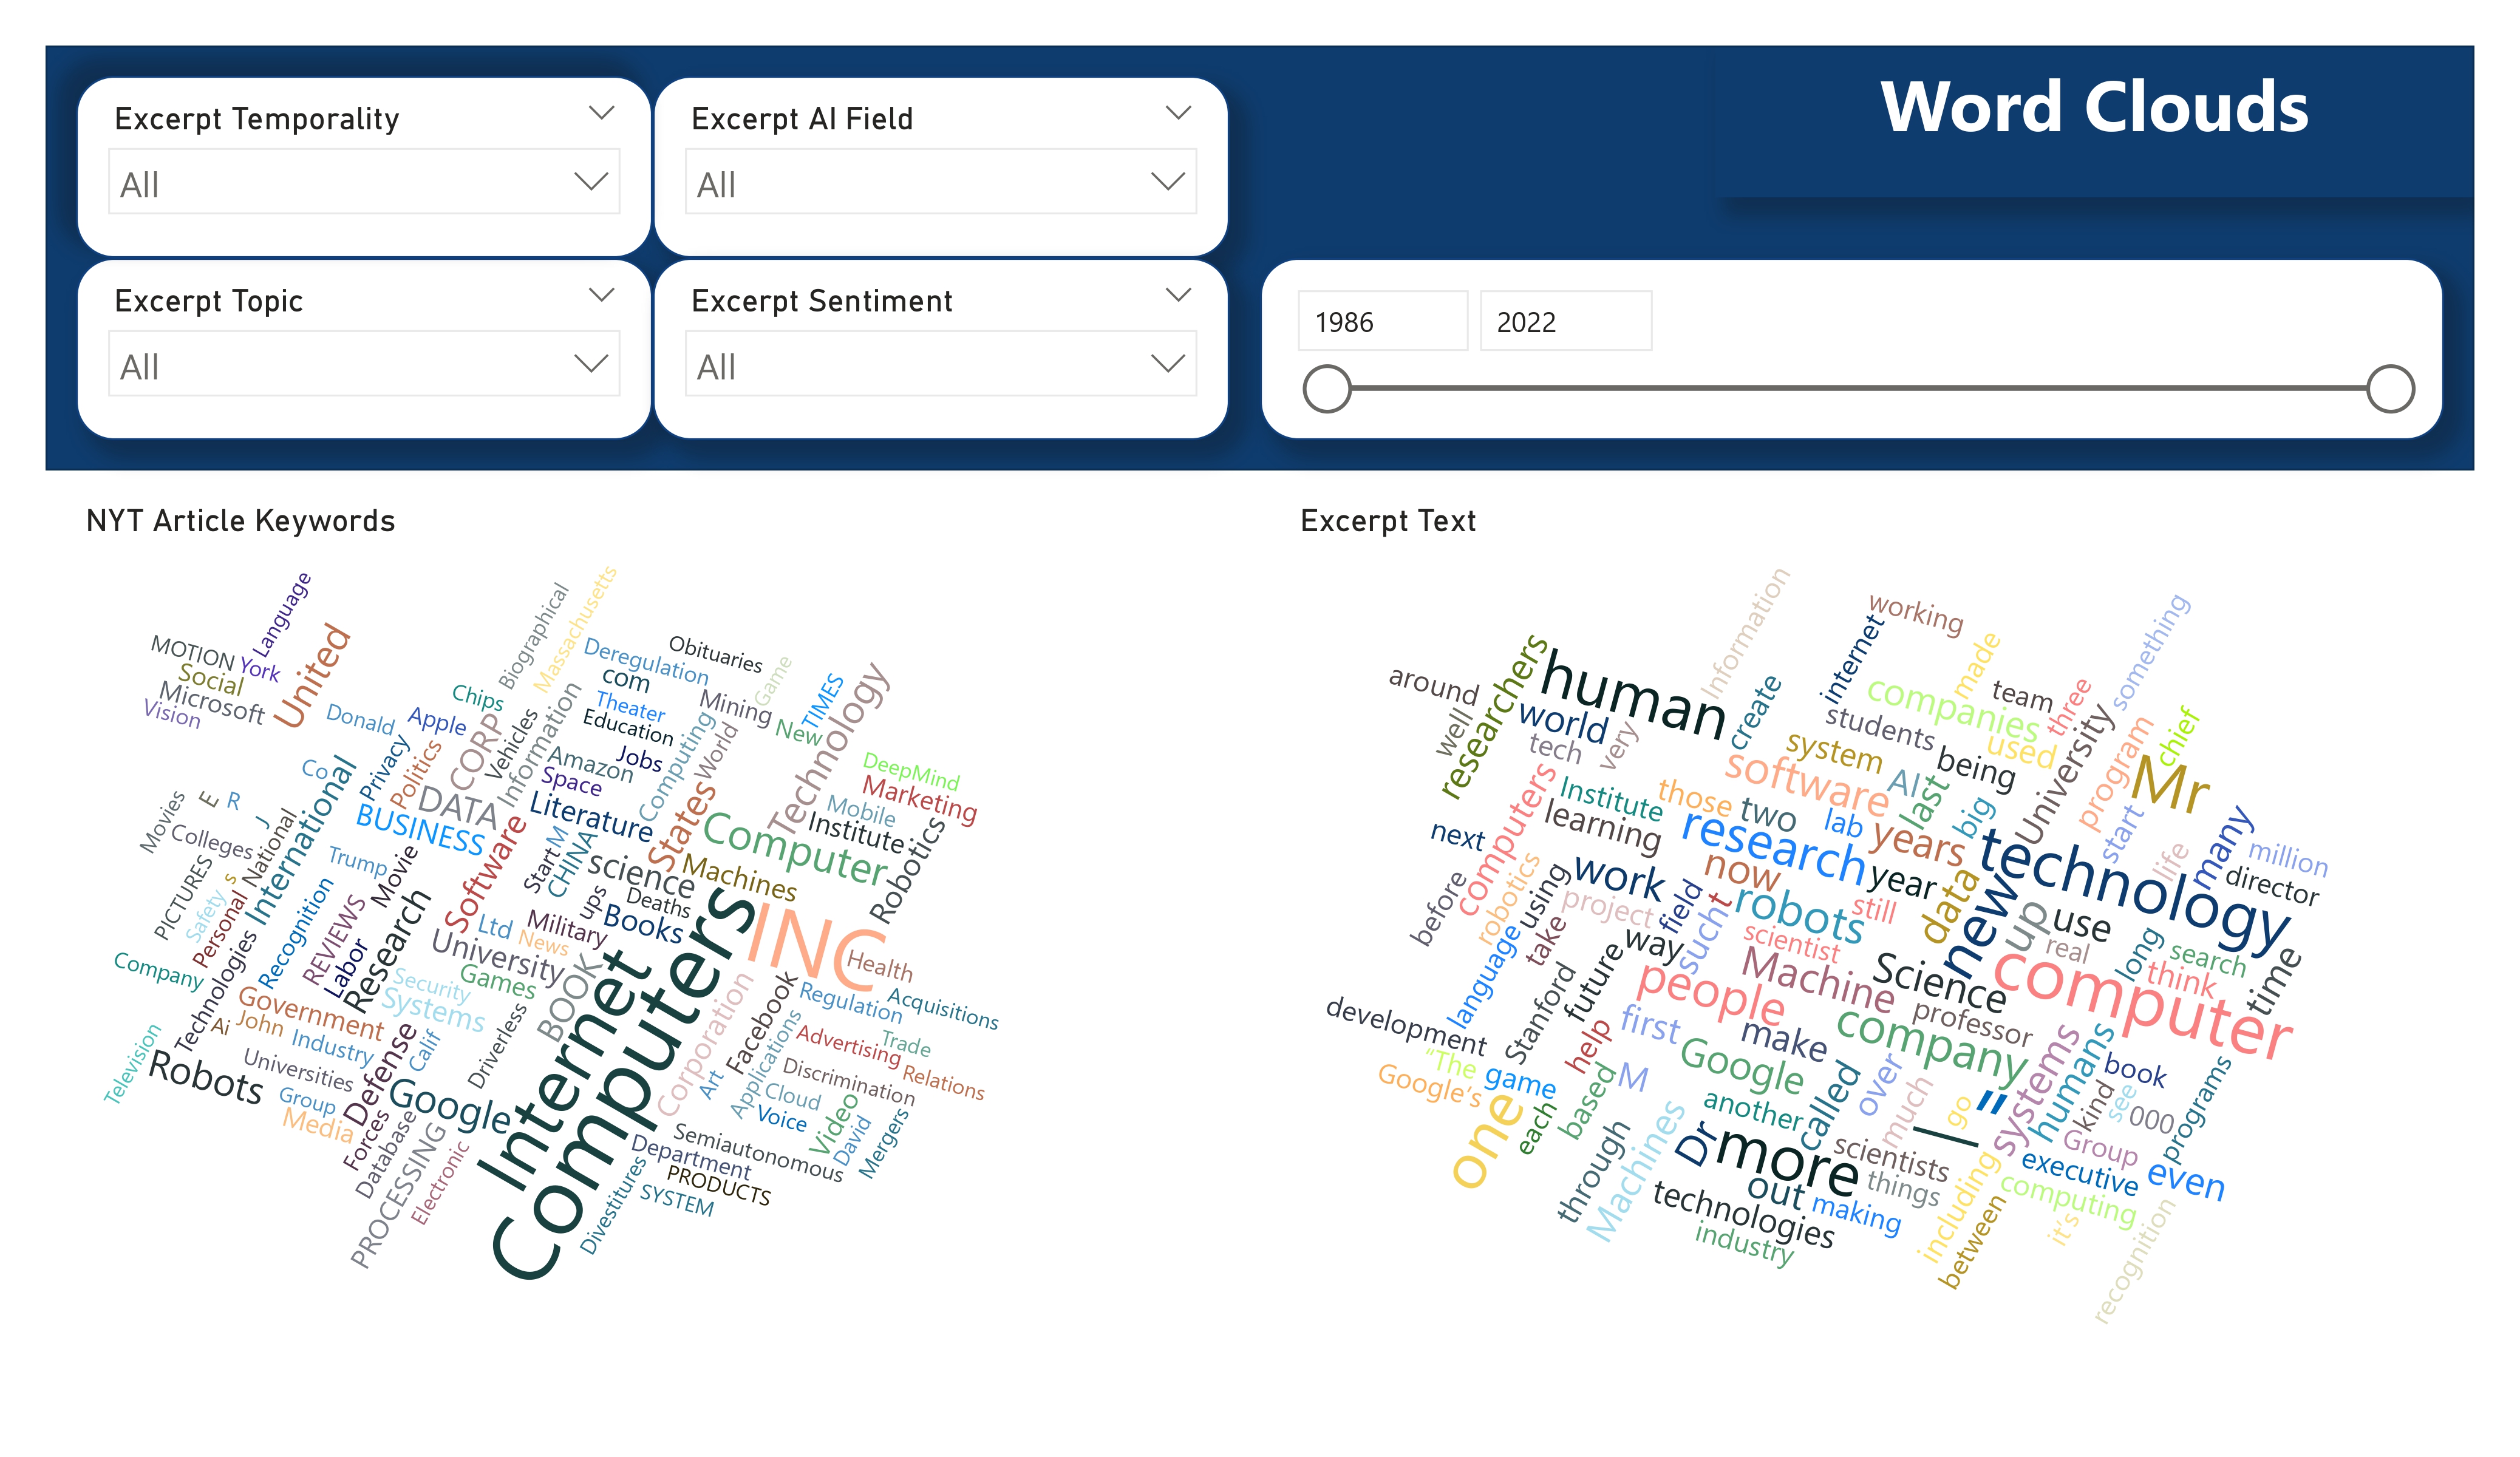 Word Clouds
Excerpt Temporality
All
Excerpt AI Field
All
Excerpt Topic
All
Excerpt Sentiment
All
1986
2022
NYT Article Keywords
Language
MOTION
York
Social
Microsoft
Vision
United
Donald
Apple
Chips
Biographical
Massachusetts
Deregulation
Obituaries
com
Theater
Education
Mining
Game
New
TIMES
Technology
Privacy
Politics
CORP
Vehicles
Information
Amazon
Jobs
Space
Computing
World
DeepMind
Marketing
Mobile
Co
International
DATA
BUSINESS
Literature
States
Computer
Institute
Robotics
Movies
E
R
J
Colleges
National
Trump
Movie
Software
Start
M
CHINA
science
Machines
PICTURES
Safety
s
Personal
Technologies
Recognition
REVIEWS
Labor
Research
Ltd
Military
News
ups
Deaths
Books
INC
Health
Company
University
Security
Games
Systems
BOOK
Internet
Computers
Corporation
Facebook
Regulation
Acquisitions
Government
John
Ai
Industry
Defense
Calif
Driverless
Applications
Advertising
Trade
Television
Robots
Universities
Group
Media
Google
Art
Cloud
Voice
Discrimination
Relations
Forces
Database
PROCESSING
Electronic
Department
Semiautonomous
PRODUCTS
SYSTEM
Divestitures
Video
David
Mergers
Excerpt Text
Information
working
internet
made
something
researchers
human
around
well
world
tech
very
create
companies
students
team
three
used
University
program
chief
system
being
Mr
software
AI
last
big
computers
Institute
those
two
lab
years
start
many
life
million
director
next
learning
research
now
year
technology
before
robotics
using
work
project
field
such
t
robots
still
data
new
up
use
real
long
search
think
time
language
take
way
scientist
Machine
Science
computer
development
Stanford
future
people
first
make
company
professor
"The
Google's
game
help
Google
M
over
called
much
go
"
systems
humans
book
kind
see
000
programs
one
each
based
another
Dr
more
scientists
—
Group
executive
even
through
Machines
technologies
out
making
things
including
computing
between
it's
industry
recognition